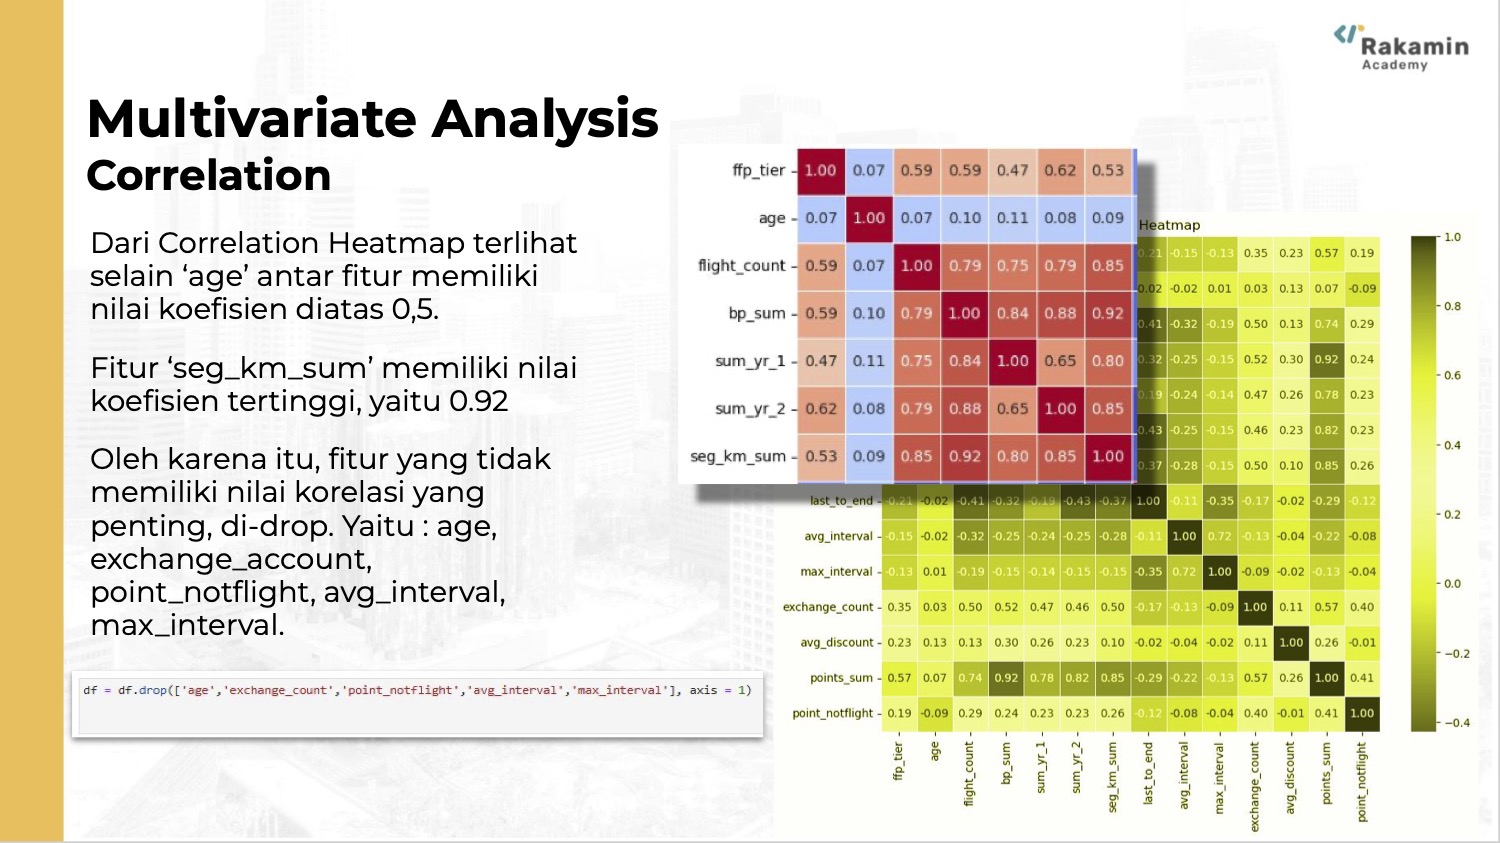 </> Rakamin
Academy
Multivariate Analysis
Correlation
Dari Correlation Heatmap terlihat
selain ‘age’ antar fitur memiliki
nilai koefisien diatas 0,5.
Fitur ‘seg_km_sum’ memiliki nilai
koefisien tertinggi, yaitu 0.92
Oleh karena itu, fitur yang tidak
memiliki nilai korelasi yang
penting, di-drop. Yaitu : age,
exchange_account,
point_notflight, avg_interval,
max_interval.
df = df.drop(['age','exchange_count','point_notflight','avg_interval','max_interval'], axis = 1)
ffp_tier 1.00 0.07 0.59 0.59 0.47 0.62 0.53
age 0.07 1.00 0.07 0.10 0.11 0.08 0.09
flight_count 0.59 0.07 1.00 0.79 0.75 0.79 0.85
bp_sum 0.59 0.10 0.79 1.00 0.84 0.88 0.92
sum_yr_1 0.47 0.11 0.75 0.84 1.00 0.65 0.80
sum_yr_2 0.62 0.08 0.79 0.88 0.65 1.00 0.85
seg_km_sum 0.53 0.09 0.85 0.92 0.80 0.85 1.00
Heatmap
0.21 -0.15 -0.13 0.35 0.23 0.57 0.19
0.02 -0.02 0.01 0.03 0.13 0.07 -0.09
0.41 -0.32 -0.19 0.50 0.13 0.74 0.29
0.32 -0.25 -0.15 0.52 0.30 0.92 0.24
0.19 -0.24 -0.14 0.47 0.26 0.78 0.23
0.43 -0.25 -0.15 0.46 0.23 0.82 0.23
0.37 -0.28 -0.15 0.50 0.10 0.85 0.26
last_to_end -0.21 -0.02 -0.41 -0.32 -0.19 -0.43 -0.37 1.00 -0.11 -0.35 -0.17 -0.02 -0.29 -0.12
avg_interval -0.15 -0.02 -0.32 -0.25 -0.24 -0.25 -0.28 -0.11 1.00 0.72 -0.13 -0.04 -0.22 -0.08
max_interval -0.13 0.01 -0.19 -0.15 -0.14 -0.15 -0.15 -0.35 0.72 1.00 -0.09 -0.02 -0.13 -0.04
exchange_count 0.35 0.03 0.50 0.52 0.47 0.46 0.50 -0.17 -0.13 -0.09 1.00 0.11 0.57 0.40
avg_discount 0.23 0.13 0.13 0.30 0.26 0.23 0.10 -0.02 -0.04 -0.02 0.11 1.00 0.26 -0.01
points_sum 0.57 0.07 0.74 0.92 0.78 0.82 0.85 -0.29 -0.22 -0.13 0.57 0.26 1.00 0.41
point_notflight 0.19 -0.09 0.29 0.24 0.23 0.23 0.26 -0.12 -0.08 -0.04 0.40 -0.01 0.41 1.00
ffp_tier age flight_count bp_sum sum_yr_1 sum_yr_2 seg_km_sum last_to_end avg_interval max_interval exchange_count avg_discount points_sum point_notflight
1.0
0.8
0.6
0.4
0.2
0.0
−0.2
−0.4